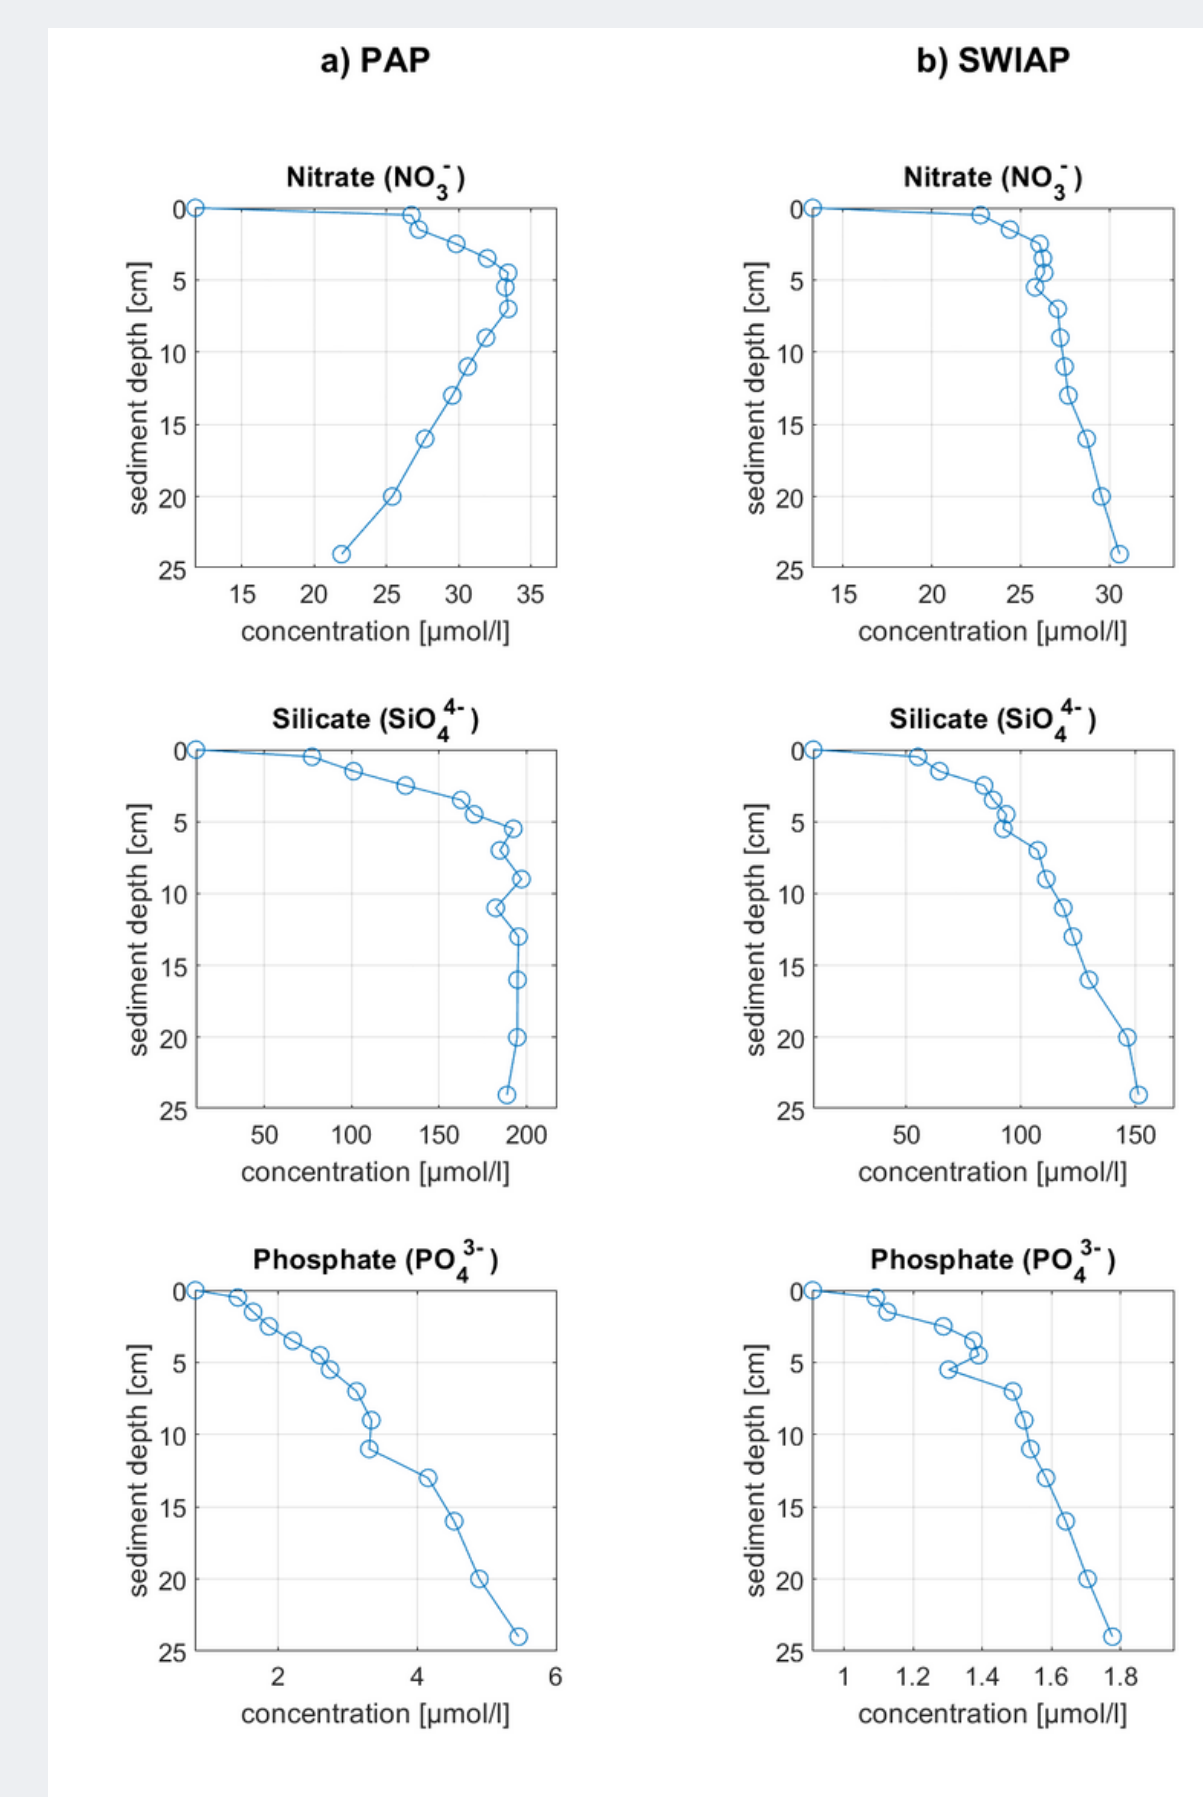 a) PAP
b) SWIAP
Nitrate (NO₃⁻)
Nitrate (NO₃⁻)
0
5
10
15
20
25
sediment depth [cm]
15 20 25 30 35
concentration [µmol/l]
0
5
10
15
20
25
sediment depth [cm]
15 20 25 30
concentration [µmol/l]
Silicate (SiO₄⁴⁻)
Silicate (SiO₄⁴⁻)
0
5
10
15
20
25
sediment depth [cm]
50 100 150 200
concentration [µmol/l]
0
5
10
15
20
25
sediment depth [cm]
50 100 150
concentration [µmol/l]
Phosphate (PO₄³⁻)
Phosphate (PO₄³⁻)
0
5
10
15
20
25
sediment depth [cm]
2 4 6
concentration [µmol/l]
0
5
10
15
20
25
sediment depth [cm]
1 1.2 1.4 1.6 1.8
concentration [µmol/l]